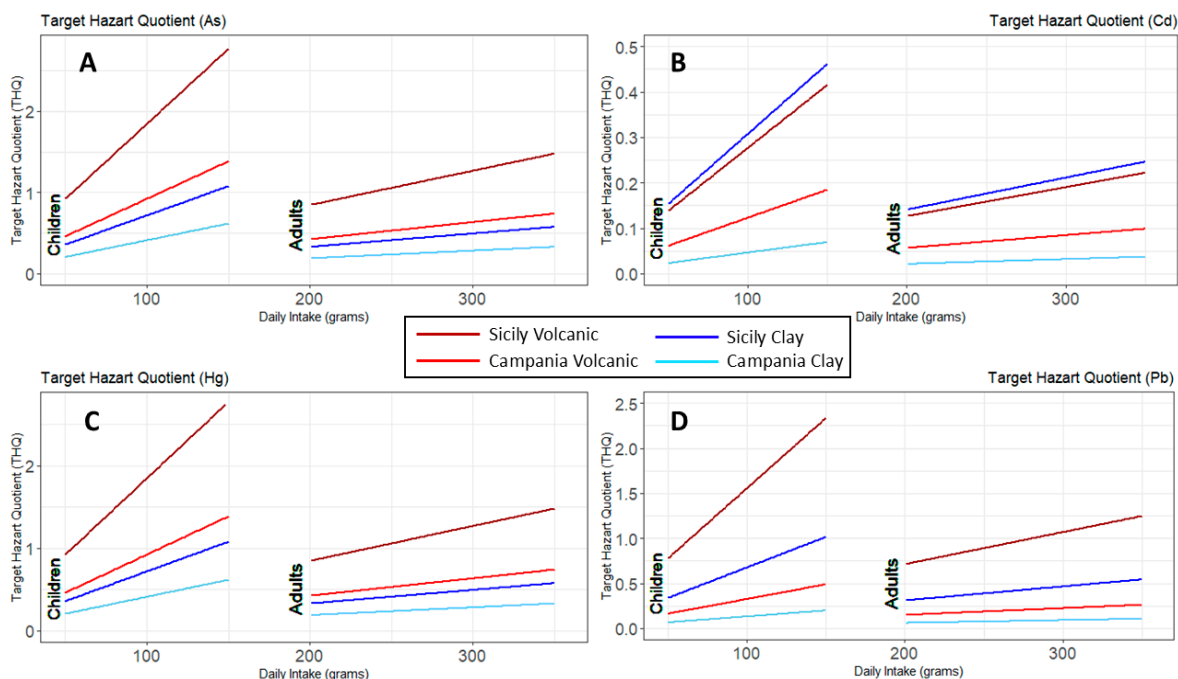 Target Hazart Quotient (As)
A
Target Hazart Quotient (THQ)
2
1
0
Children
Adults
100
200
300
Daily Intake (grams)
Target Hazart Quotient (Cd)
B
Target Hazart Quotient (THQ)
0.5
0.4
0.3
0.2
0.1
0.0
Children
Adults
100
200
300
Daily Intake (grams)
Sicily Volcanic
Sicily Clay
Campania Volcanic
Campania Clay
Target Hazart Quotient (Hg)
C
Target Hazart Quotient (THQ)
2
1
0
Children
Adults
100
200
300
Daily Intake (grams)
Target Hazart Quotient (Pb)
D
Target Hazart Quotient (THQ)
2.5
2.0
1.5
1.0
0.5
0.0
Children
Adults
100
200
300
Daily Intake (grams)